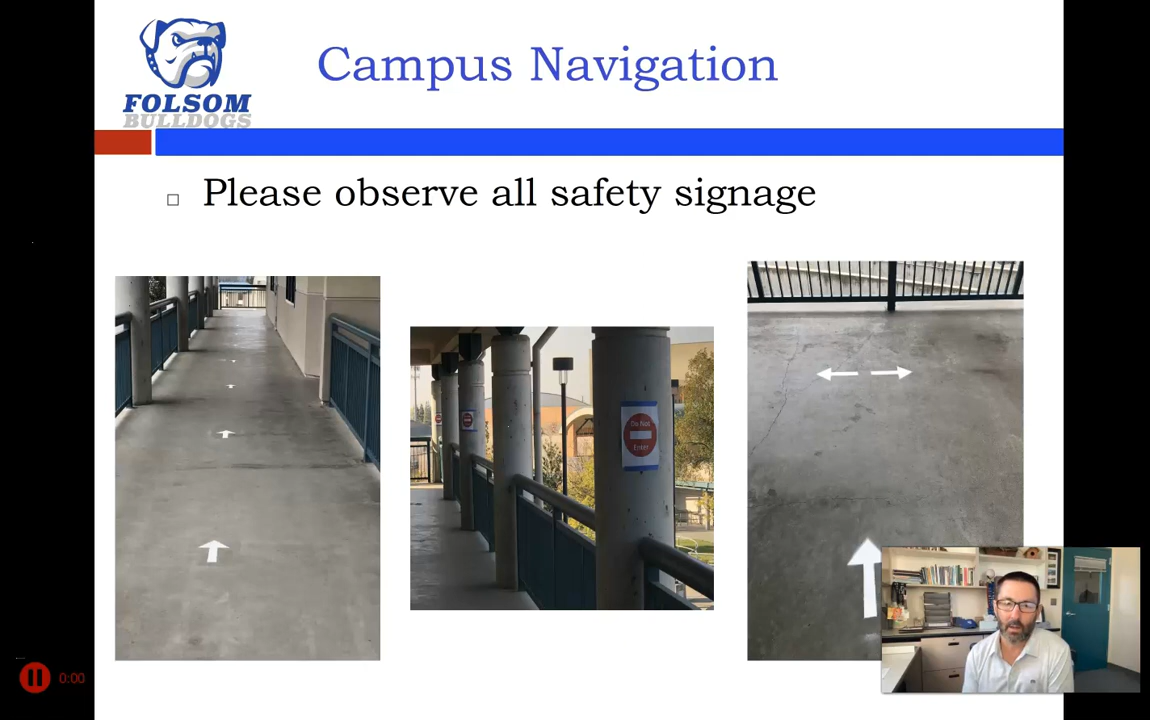 FOLSOM
BULLDOGS
Campus Navigation
Please observe all safety signage
Do Not
Enter
0:00